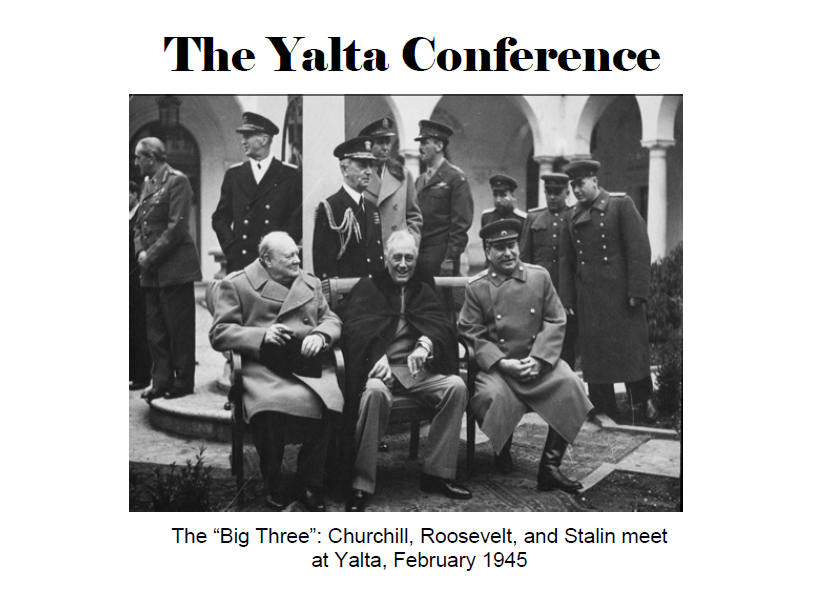 The Yalta Conference
The “Big Three”: Churchill, Roosevelt, and Stalin meet
at Yalta, February 1945